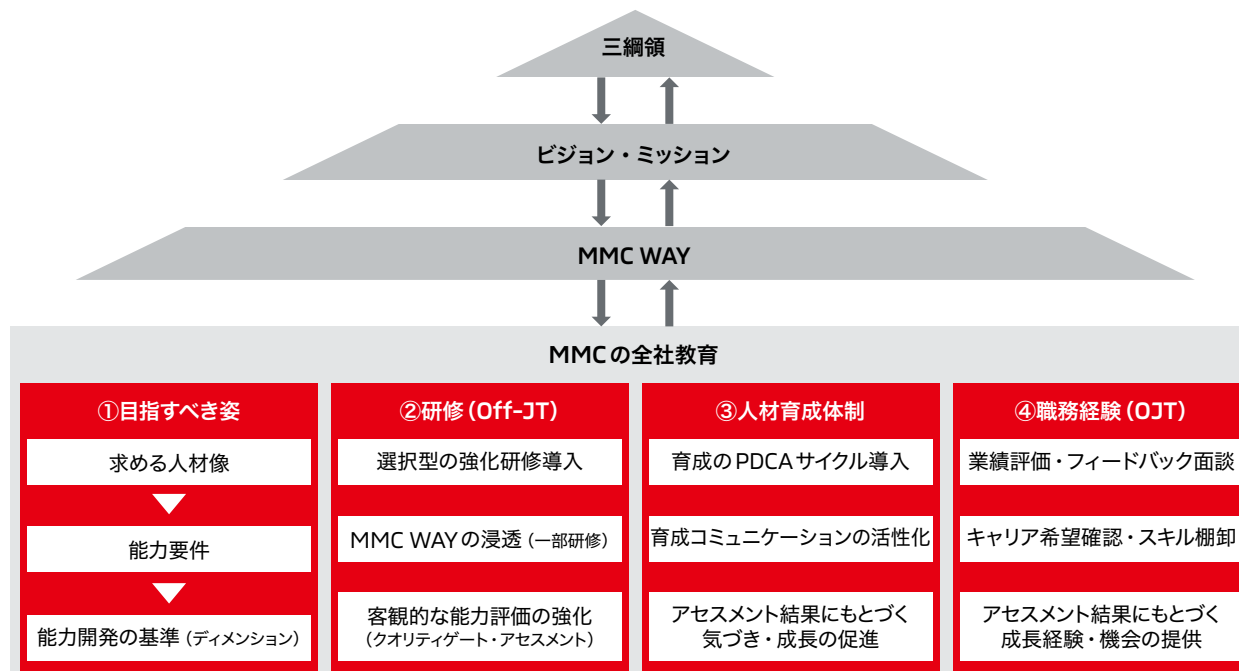 三綱領
ビジョン・ミッション
MMC WAY
MMCの全社教育
①目指すべき姿
求める人材像
能力要件
能力開発の基準（ディメンション）
②研修（Off-JT）
選択型の強化研修導入
MMC WAYの浸透（一部研修）
客観的な能力評価の強化
（クオリティゲート・アセスメント）
③人材育成体制
育成のPDCAサイクル導入
育成コミュニケーションの活性化
アセスメント結果にもとづく
気づき・成長の促進
④職務経験（OJT）
業績評価・フィードバック面談
キャリア希望確認・スキル棚卸
アセスメント結果にもとづく
成長経験・機会の提供